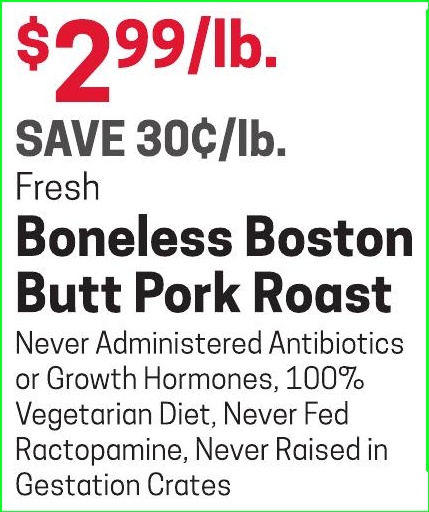 $2.99/lb.
SAVE 30¢/lb.
Fresh
Boneless Boston
Butt Pork Roast
Never Administered Antibiotics
or Growth Hormones, 100%
Vegetarian Diet, Never Fed
Ractopamine, Never Raised in
Gestation Crates